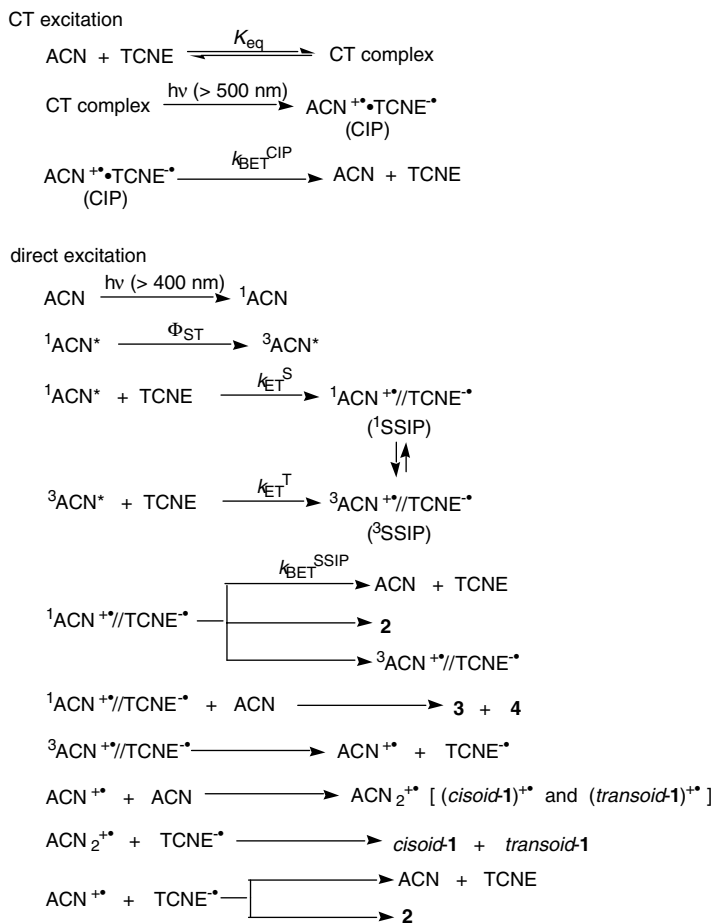 CT excitation
ACN + TCNE K_eq CT complex
CT complex hν (> 500 nm) ACN⁺••TCNE⁻•
(CIP)
ACN⁺••TCNE⁻• k_BET^CIP ACN + TCNE
(CIP)
direct excitation
ACN hν (> 400 nm) ¹ACN
¹ACN* Φ_ST ³ACN*
¹ACN* + TCNE k_ET^S ¹ACN⁺•//TCNE⁻•
(¹SSIP)
³ACN* + TCNE k_ET^T ³ACN⁺•//TCNE⁻•
(³SSIP)
k_BET^SSIP ACN + TCNE
¹ACN⁺•//TCNE⁻• 2
³ACN⁺•//TCNE⁻•
¹ACN⁺•//TCNE⁻• + ACN 3 + 4
³ACN⁺•//TCNE⁻• ACN⁺• + TCNE⁻•
ACN⁺• + ACN ACN₂⁺• [ (cisoid-1)⁺• and (transoid-1)⁺• ]
ACN₂⁺• + TCNE⁻• cisoid-1 + transoid-1
ACN + TCNE
ACN⁺• + TCNE⁻•
2